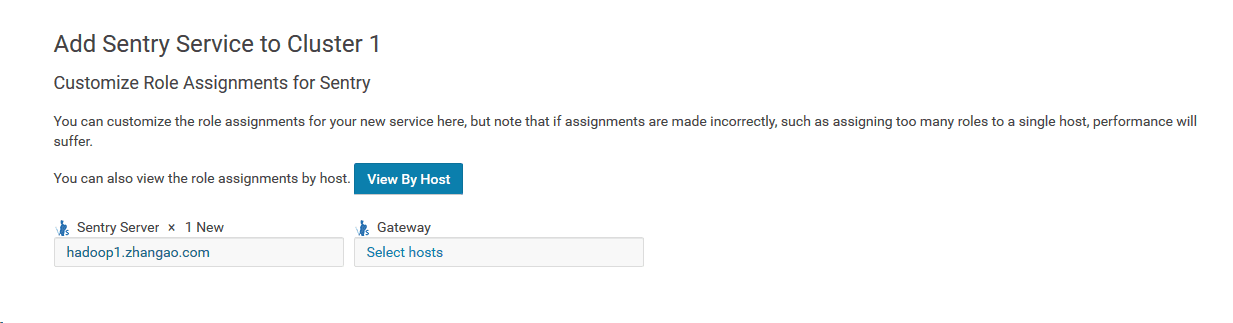 Add Sentry Service to Cluster 1
Customize Role Assignments for Sentry
You can customize the role assignments for your new service here, but note that if assignments are made incorrectly, such as assigning too many roles to a single host, performance will
suffer.
You can also view the role assignments by host. View By Host
Sentry Server × 1 New Gateway
hadoop1.zhangao.com Select hosts